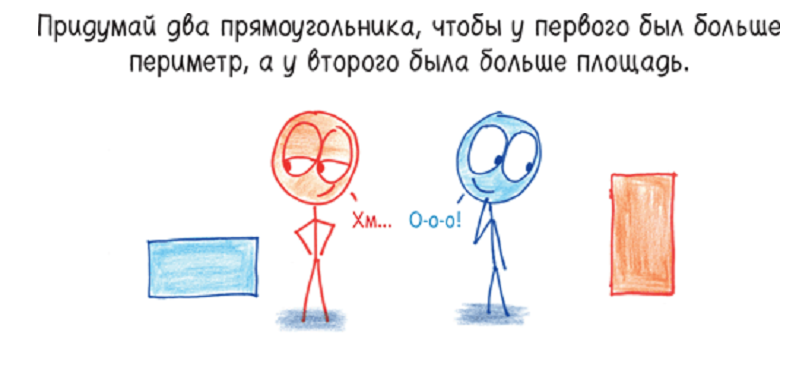 Придумай два прямоугольника, чтобы у первого был больше
периметр, а у второго была больше площадь.
Хм...
О-о-о!